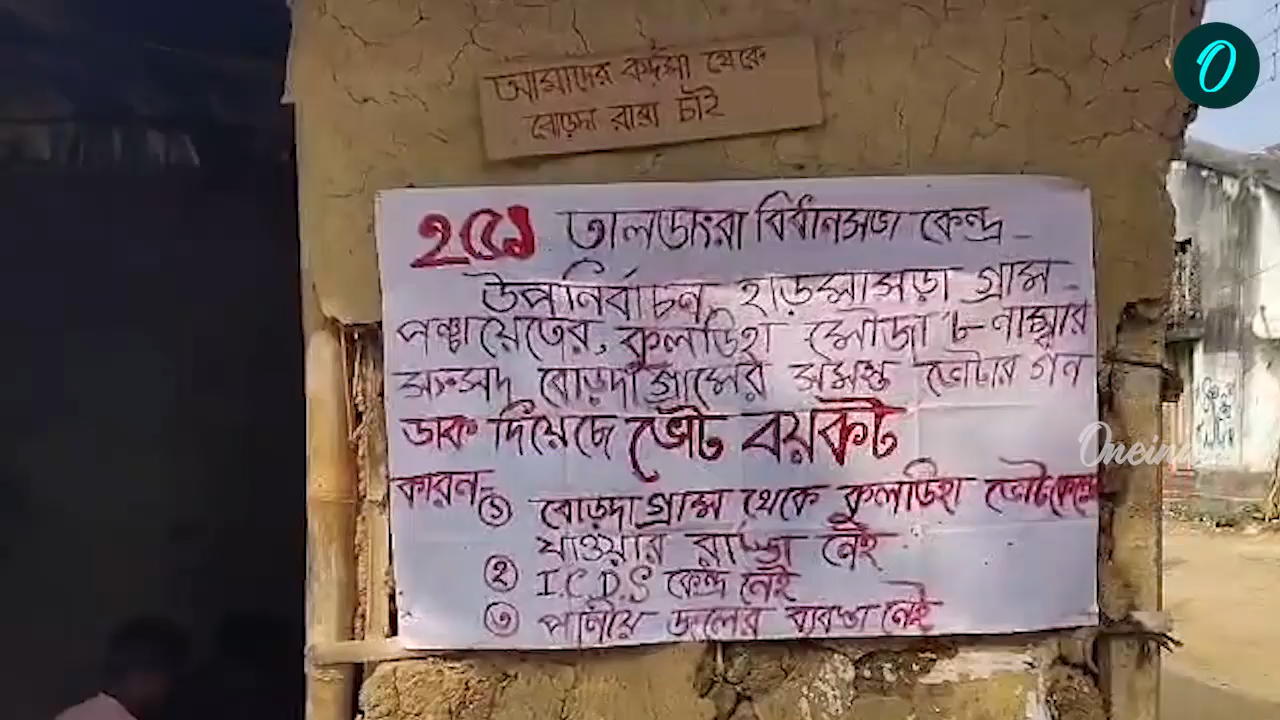 আমাদের কর্দমা থেকে
বোড়দা রাস্তা চাই
২৫১ তালডাংরা বিধানসভা কেন্দ্র -
উপনির্বাচন, হাড়মাসড়া গ্রাম -
পঞ্চায়েতের, কুলডিহা মৌজা ৮ নাম্বার
সংসদ বোড়দা গ্রামের সমস্ত ভোটার গন
ডাক দিয়েছে ভোট বয়কট
কারন- ১ বোড়দা গ্রাম থেকে কুলডিহা ভোটকেন্দ্রে
যাওয়ার রাস্তা নেই
২ I.C.D.S কেন্দ্র নেই
৩ পানীয় জলের ব্যবস্থা নেই